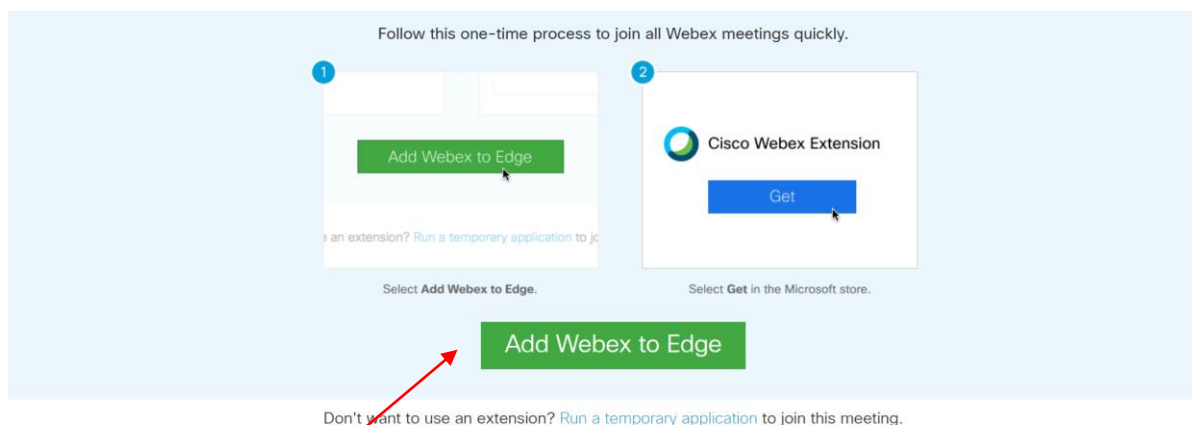 Follow this one-time process to join all Webex meetings quickly.
1
2
Add Webex to Edge
Cisco Webex Extension
Get
an extension? Run a temporary application to jo
Select Add Webex to Edge.
Select Get in the Microsoft store.
Add Webex to Edge
Don't want to use an extension? Run a temporary application to join this meeting.